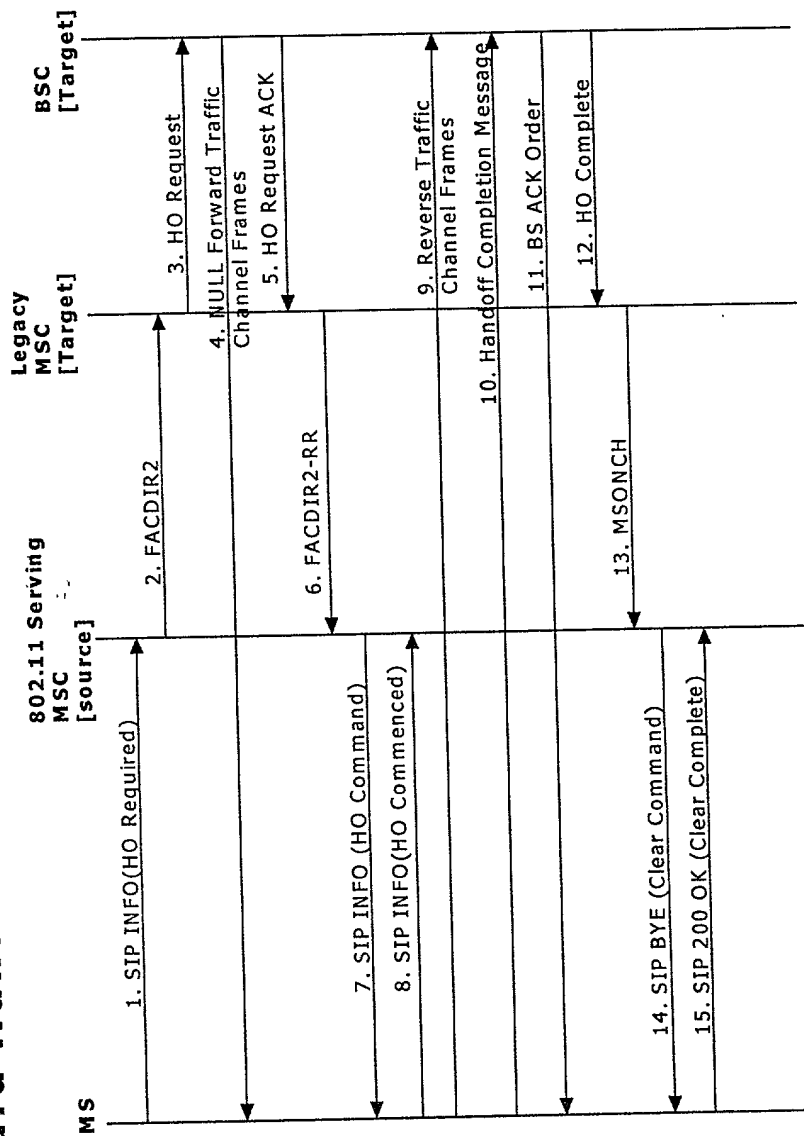 MS
802.11 Serving
MSC
[source]
Legacy
MSC
[Target]
BSC
[Target]
1. SIP INFO(HO Required)
2. FACDIR2
3. HO Request
4. NULL Forward Traffic
Channel Frames
5. HO Request ACK
6. FACDIR2-RR
7. SIP INFO (HO Command)
8. SIP INFO(HO Commenced)
9. Reverse Traffic
Channel Frames
10. Handoff Completion Message
11. BS ACK Order
12. HO Complete
13. MSONCH
14. SIP BYE (Clear Command)
15. SIP 200 OK (Clear Complete)